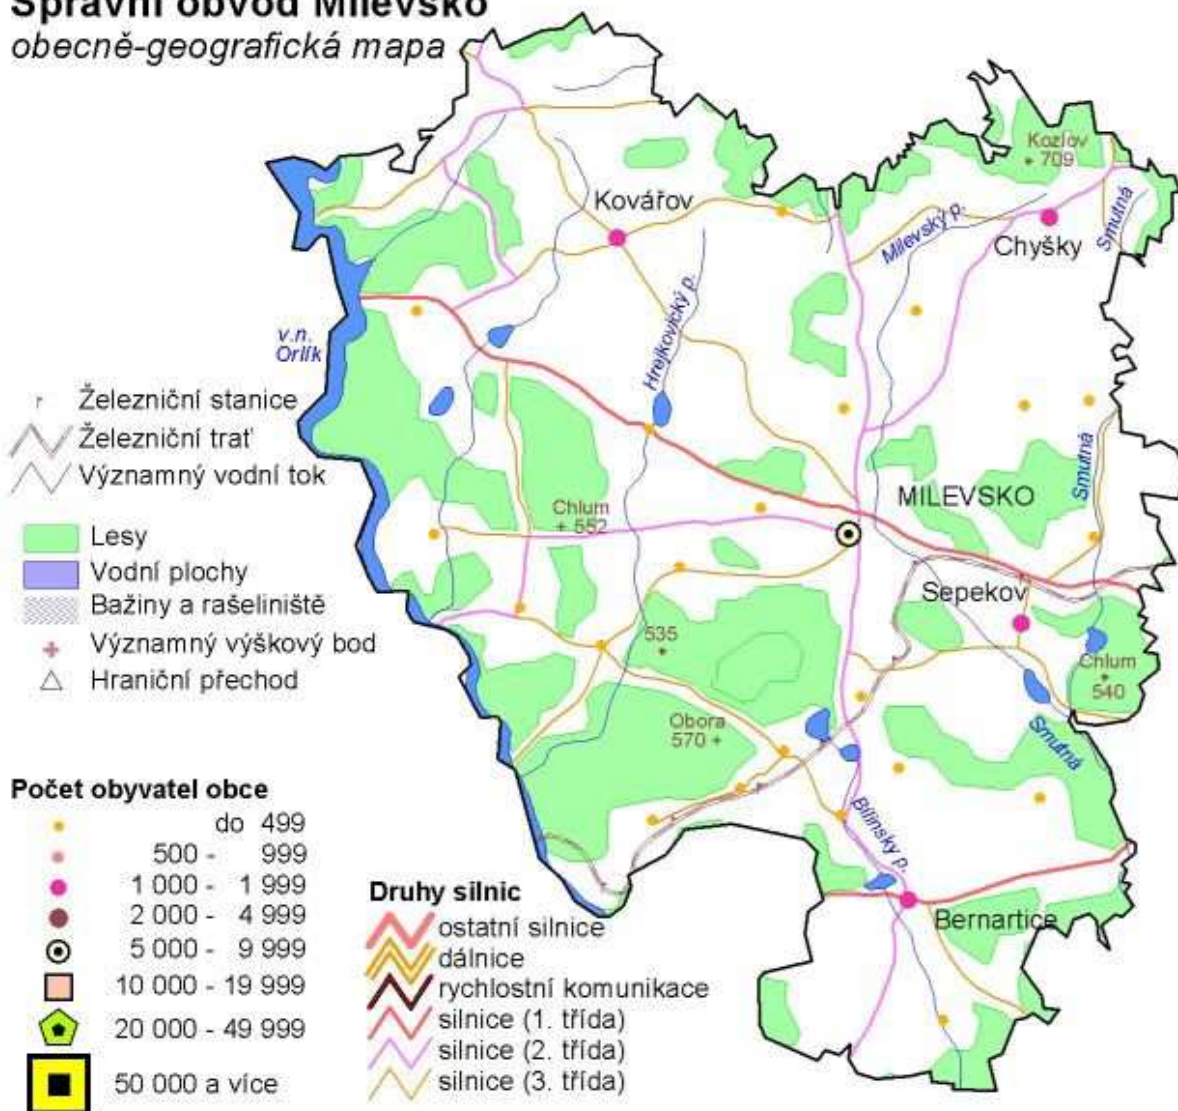 Správní obvod Milevsko
obecně-geografická mapa
Kozlov
+ 709
Kovářov
Milevský p.
Smutná
Chyšky
Hrejkovický p.
v.n.
Orlík
Železniční stanice
Železniční trať
Významný vodní tok
Smutná
MILEVSKO
Chlum
+ 552
Lesy
Vodní plochy
Bažiny a rašeliniště
Významný výškový bod
Hraniční přechod
Sepekov
535
Chlum
540
Obora
570 +
Smutná
Počet obyvatel obce
do 499
500 - 999
1 000 - 1 999
2 000 - 4 999
5 000 - 9 999
10 000 - 19 999
20 000 - 49 999
50 000 a více
Bílinský p.
Bernartice
Druhy silnic
ostatní silnice
dálnice
rychlostní komunikace
silnice (1. třída)
silnice (2. třída)
silnice (3. třída)